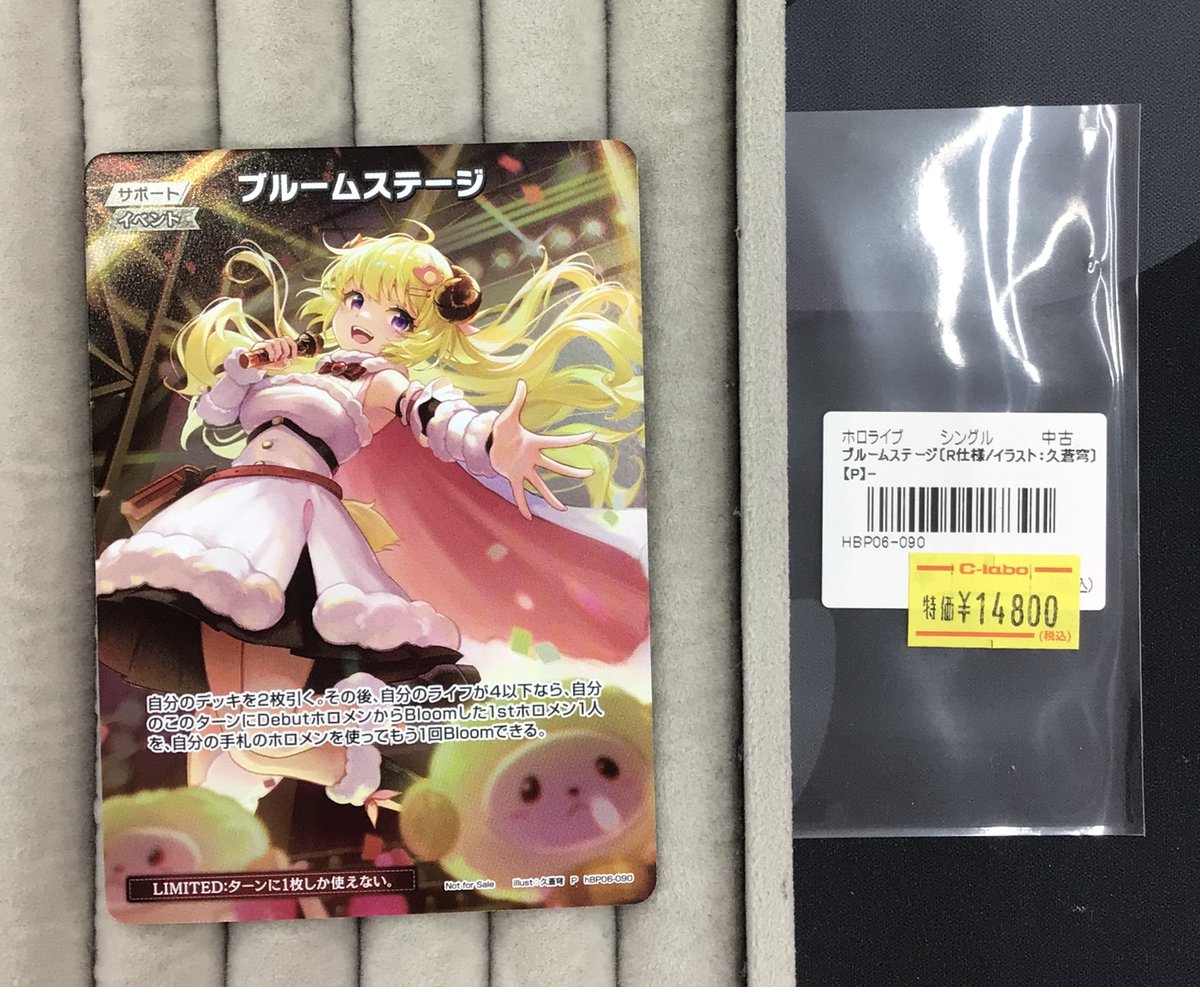 サポート
イベント
ブルームステージ
自分のデッキを2枚引く。その後、自分のライフが4以下なら、自分
のこのターンにDebutホロメンからBloomした1stホロメン1人
を、自分の手札のホロメンを使ってもう1回Bloomできる。
LIMITED:ターンに1枚しか使えない。
Not for Sale illust:久蒼穹 P hBP06-090
ホロライブ シングル 中古
ブルームステージ〔R仕様/イラスト:久蒼穹〕
【P】-
HBP06-090
C-labo
特価¥14800
(税込)